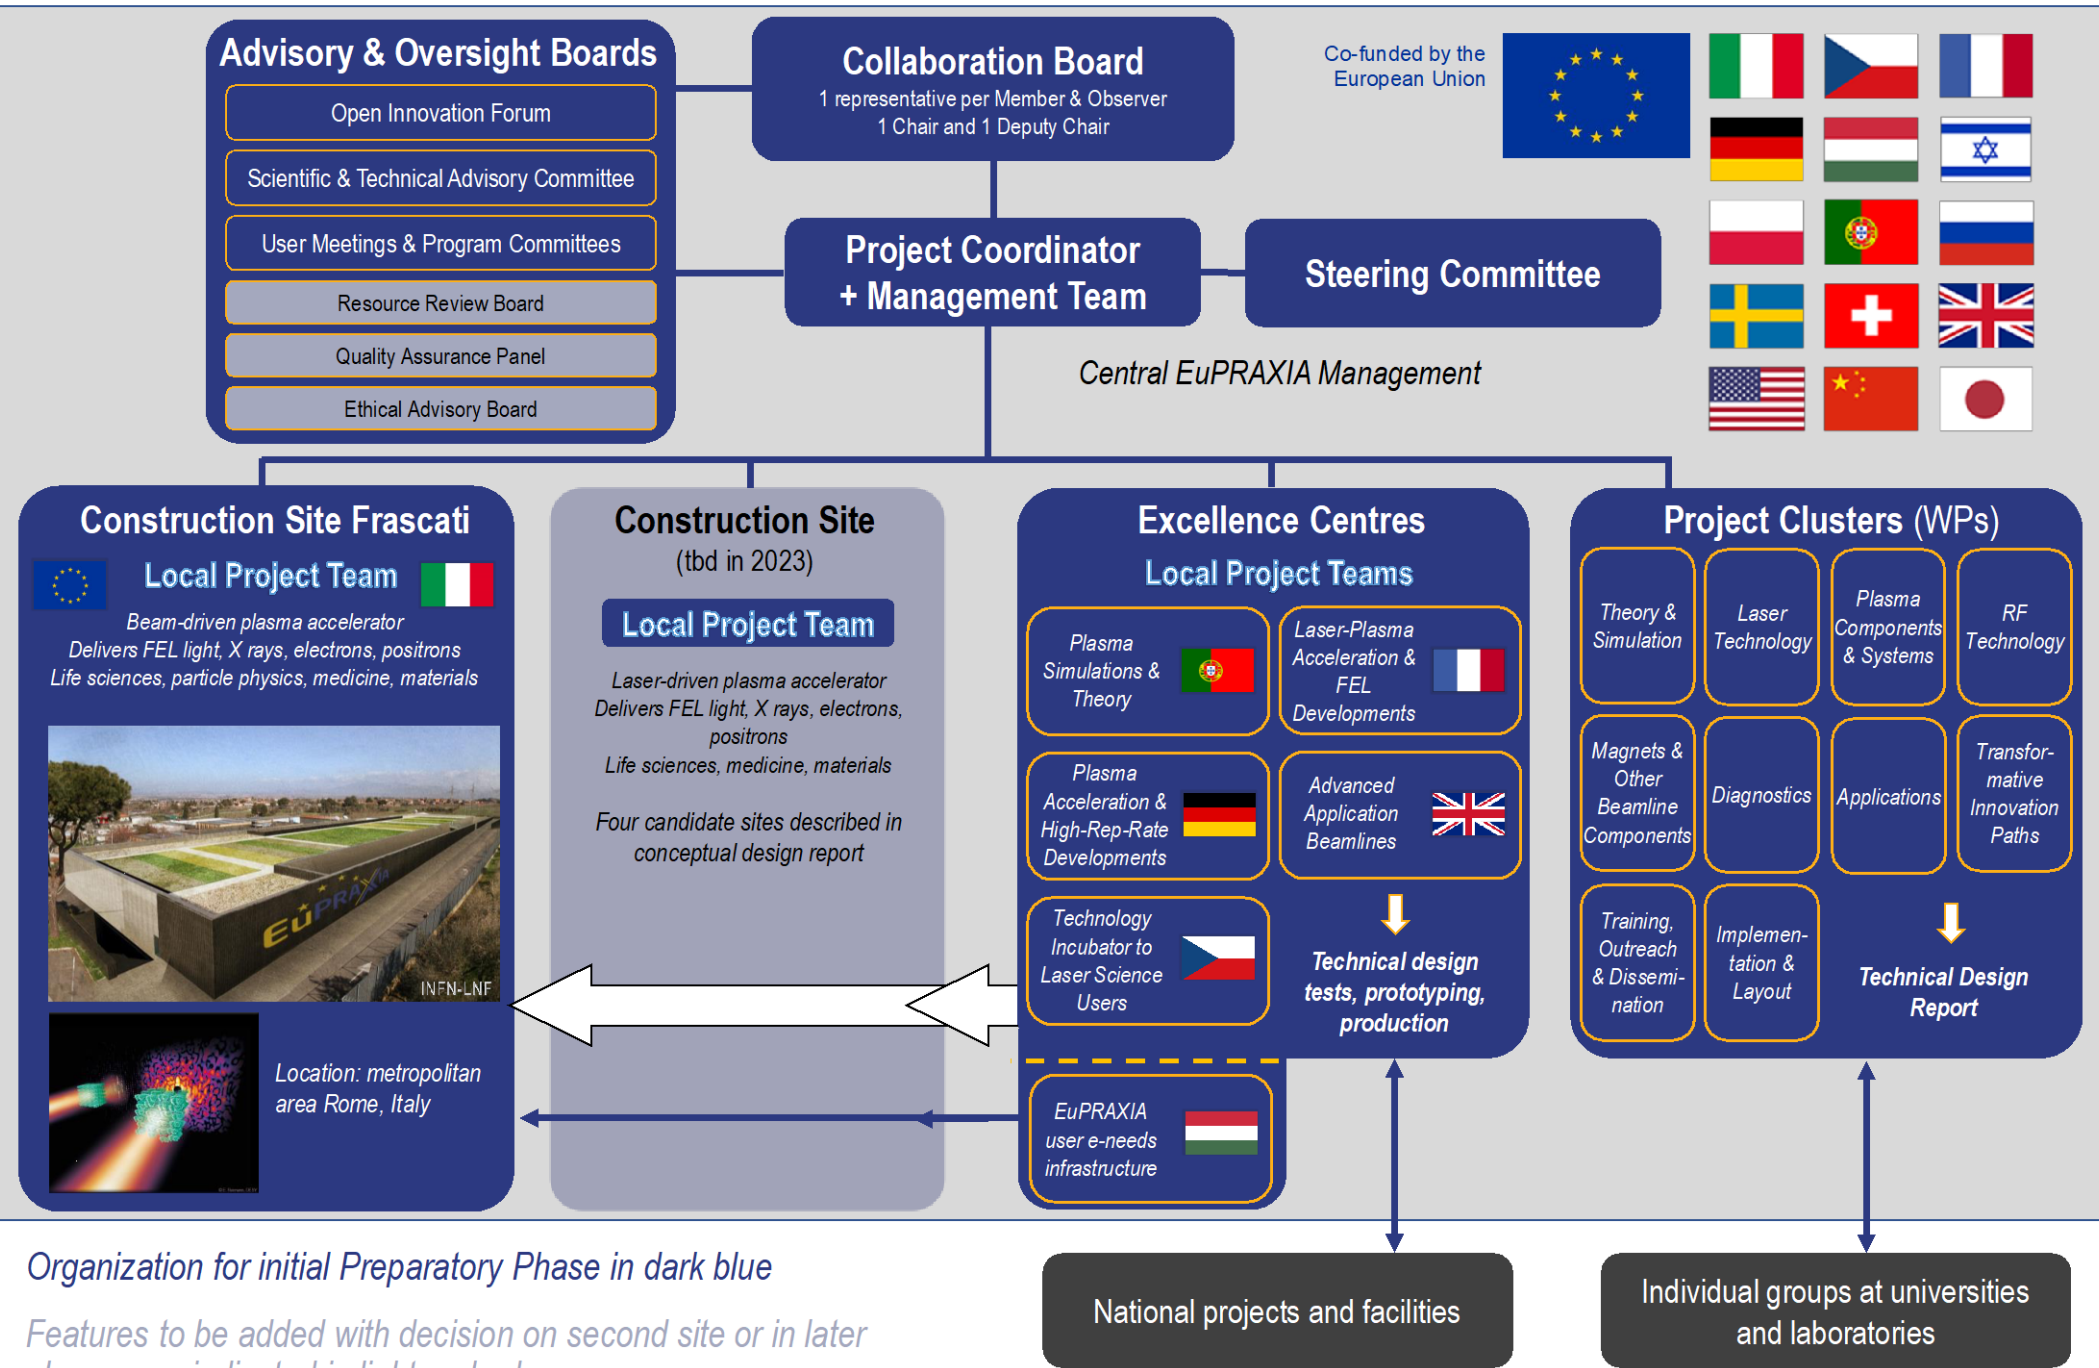 Advisory & Oversight Boards
Open Innovation Forum
Scientific & Technical Advisory Committee
User Meetings & Program Committees
Resource Review Board
Quality Assurance Panel
Ethical Advisory Board
Collaboration Board
1 representative per Member & Observer
1 Chair and 1 Deputy Chair
Co-funded by the
European Union
Project Coordinator
+ Management Team
Steering Committee
Central EuPRAXIA Management
Construction Site Frascati
Local Project Team
Beam-driven plasma accelerator
Delivers FEL light, X rays, electrons, positrons
Life sciences, particle physics, medicine, materials
EuPRAXIA
INFN-LNF
Location: metropolitan
area Rome, Italy
Construction Site
(tbd in 2023)
Local Project Team
Laser-driven plasma accelerator
Delivers FEL light, X rays, electrons,
positrons
Life sciences, medicine, materials
Four candidate sites described in
conceptual design report
Excellence Centres
Local Project Teams
Plasma
Simulations &
Theory
Laser-Plasma
Acceleration &
FEL
Developments
Plasma
Acceleration &
High-Rep-Rate
Developments
Advanced
Application
Beamlines
Technology
Incubator to
Laser Science
Users
Technical design
tests, prototyping,
production
EuPRAXIA
user e-needs
infrastructure
Project Clusters (WPs)
Theory &
Simulation
Laser
Technology
Plasma
Components
& Systems
RF
Technology
Magnets &
Other
Beamline
Components
Diagnostics
Applications
Transfor-
mative
Innovation
Paths
Training,
Outreach
& Dissemi-
nation
Implemen-
tation &
Layout
Technical Design
Report
Organization for initial Preparatory Phase in dark blue
Features to be added with decision on second site or in later
National projects and facilities
Individual groups at universities
and laboratories